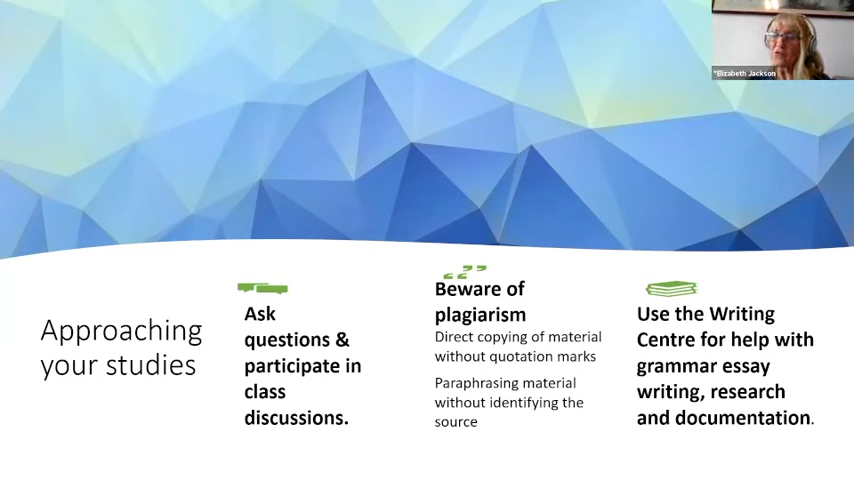 *Elizabeth Jackson
Approaching
your studies
Ask
questions &
participate in
class
discussions.
Beware of
plagiarism
Direct copying of material
without quotation marks
Paraphrasing material
without identifying the
source
Use the Writing
Centre for help with
grammar essay
writing, research
and documentation.